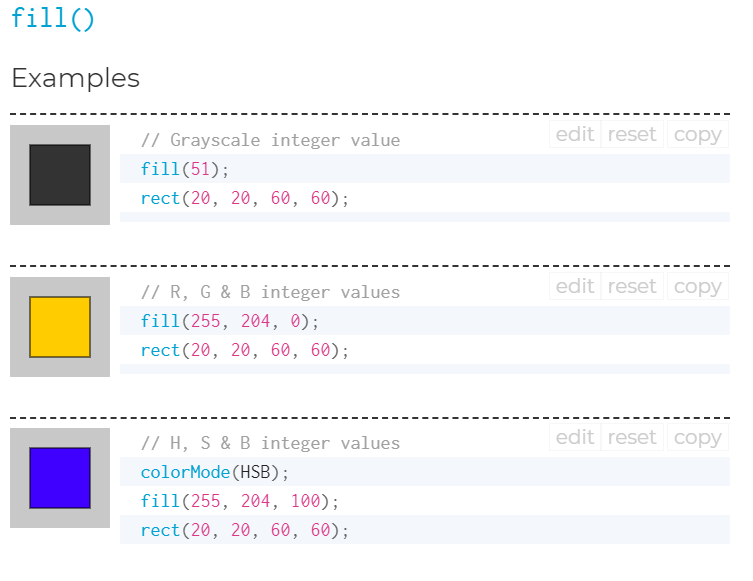 fill()
Examples
edit reset copy
// Grayscale integer value
fill(51);
rect(20, 20, 60, 60);
edit reset copy
// R, G & B integer values
fill(255, 204, 0);
rect(20, 20, 60, 60);
edit reset copy
// H, S & B integer values
colorMode(HSB);
fill(255, 204, 100);
rect(20, 20, 60, 60);